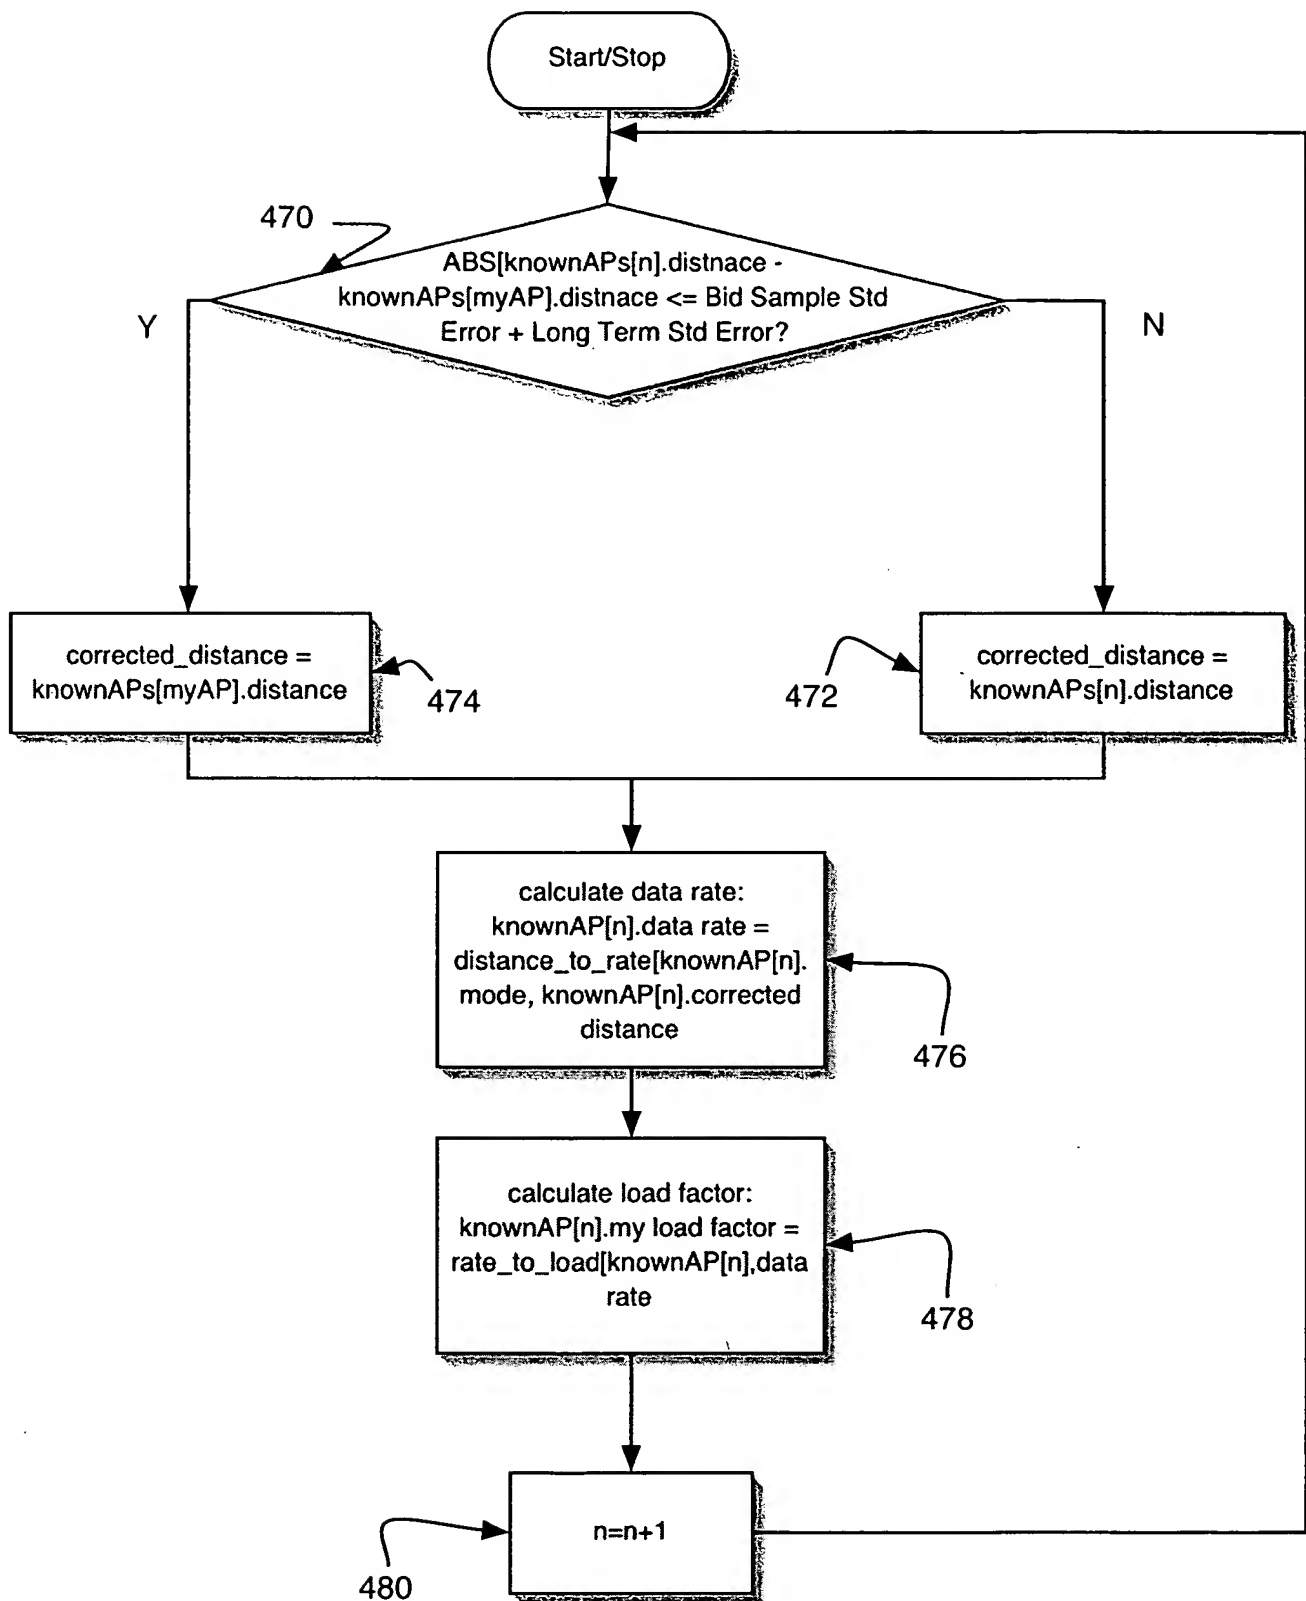 Start/Stop
470
ABS[knownAPs[n].distnace -
knownAPs[myAP].distnace <= Bid Sample Std
Error + Long Term Std Error?
Y
N
corrected_distance =
knownAPs[myAP].distance
474
472
corrected_distance =
knownAPs[n].distance
calculate data rate:
knownAP[n].data rate =
distance_to_rate[knownAP[n].
mode, knownAP[n].corrected
distance
476
calculate load factor:
knownAP[n].my load factor =
rate_to_load[knownAP[n],data
rate
478
n=n+1
480